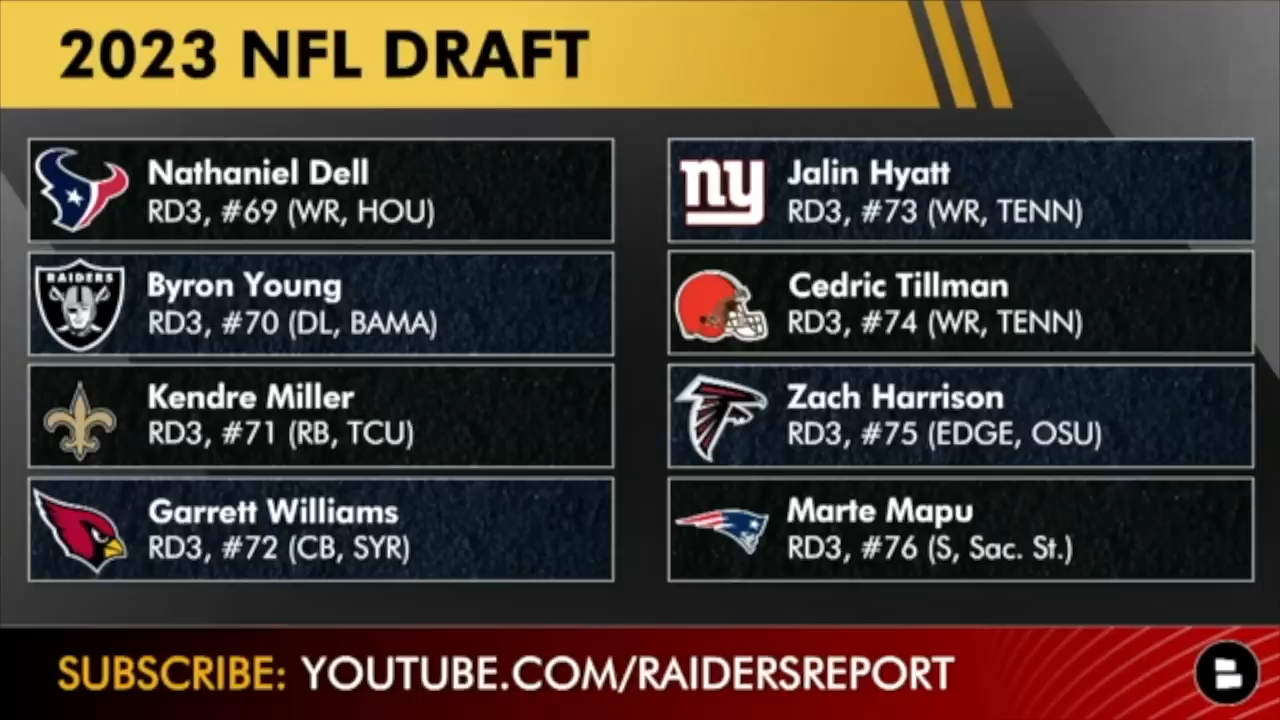 2023 NFL DRAFT
Nathaniel Dell
RD3, #69 (WR, HOU)
RAIDERS
Byron Young
RD3, #70 (DL, BAMA)
Kendre Miller
RD3, #71 (RB, TCU)
Garrett Williams
RD3, #72 (CB, SYR)
ny
Jalin Hyatt
RD3, #73 (WR, TENN)
Cedric Tillman
RD3, #74 (WR, TENN)
Zach Harrison
RD3, #75 (EDGE, OSU)
Marte Mapu
RD3, #76 (S, Sac. St.)
SUBSCRIBE: YOUTUBE.COM/RAIDERSREPORT